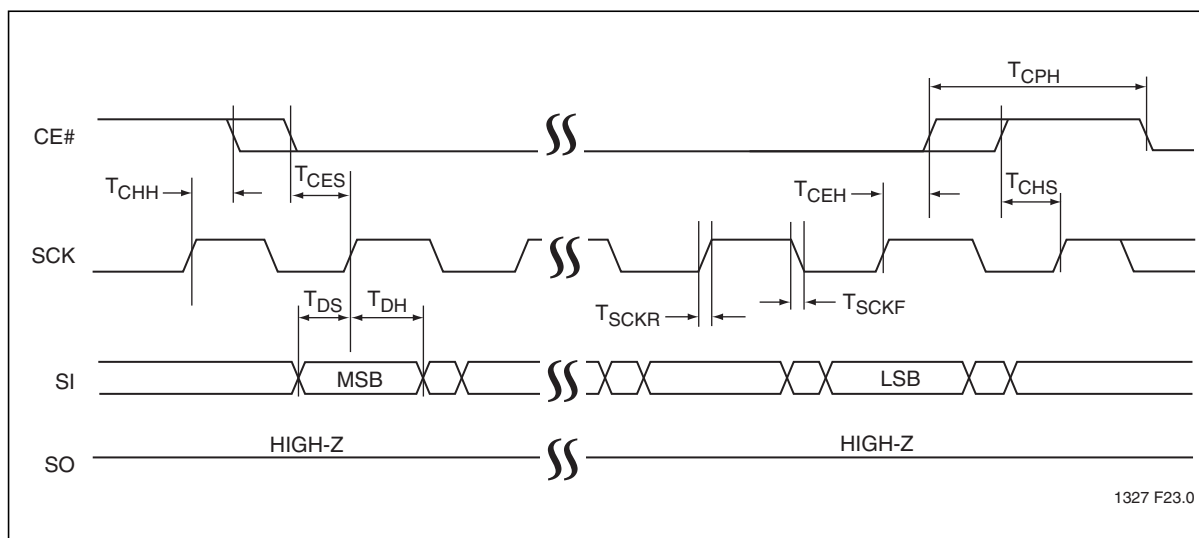 TCPH
CE#
TCHH
TCES
TCEH
TCHS
SCK
TDS
TDH
TSCKR
TSCKF
SI
MSB
LSB
HIGH-Z
HIGH-Z
SO
1327 F23.0